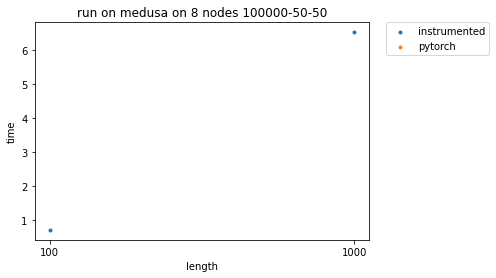 run on medusa on 8 nodes 100000-50-50
instrumented
pytorch
time
6
5
4
3
2
1
100 1000
length